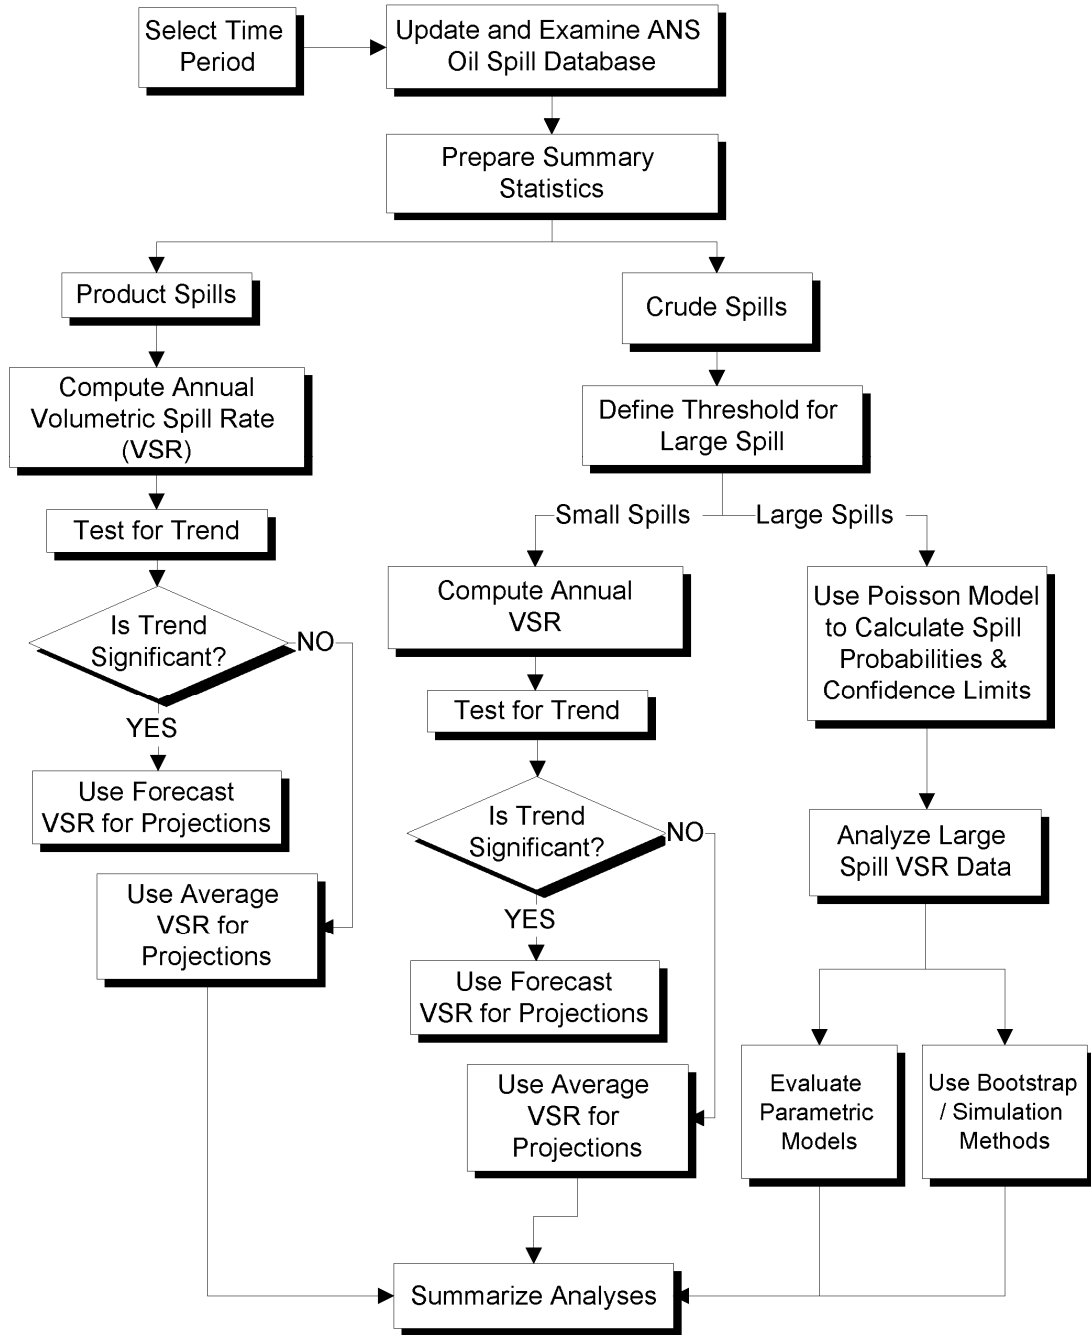 Select Time
Period
Update and Examine ANS
Oil Spill Database
Prepare Summary
Statistics
Product Spills
Crude Spills
Compute Annual
Volumetric Spill Rate
(VSR)
Define Threshold for
Large Spill
Test for Trend
Small Spills
Large Spills
Is Trend
Significant?
NO
YES
Compute Annual
VSR
Use Poisson Model
to Calculate Spill
Probabilities &
Confidence Limits
Test for Trend
Use Forecast
VSR for Projections
Is Trend
Significant?
NO
YES
Analyze Large
Spill VSR Data
Use Average
VSR for
Projections
Use Forecast
VSR for Projections
Use Average
VSR for
Projections
Evaluate
Parametric
Models
Use Bootstrap
/ Simulation
Methods
Summarize Analyses